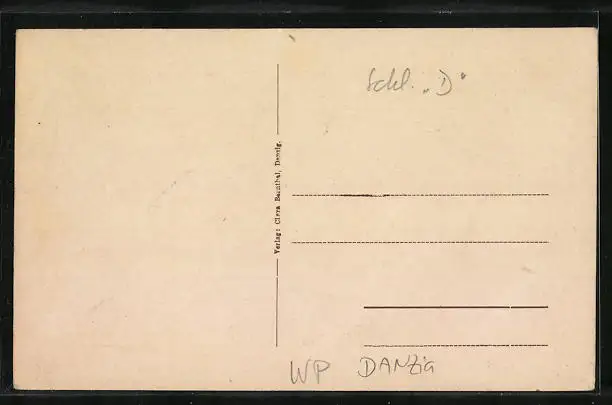 Schl. „D“
Verlag: Clara Bernthal, Danzig.
WP DANZig